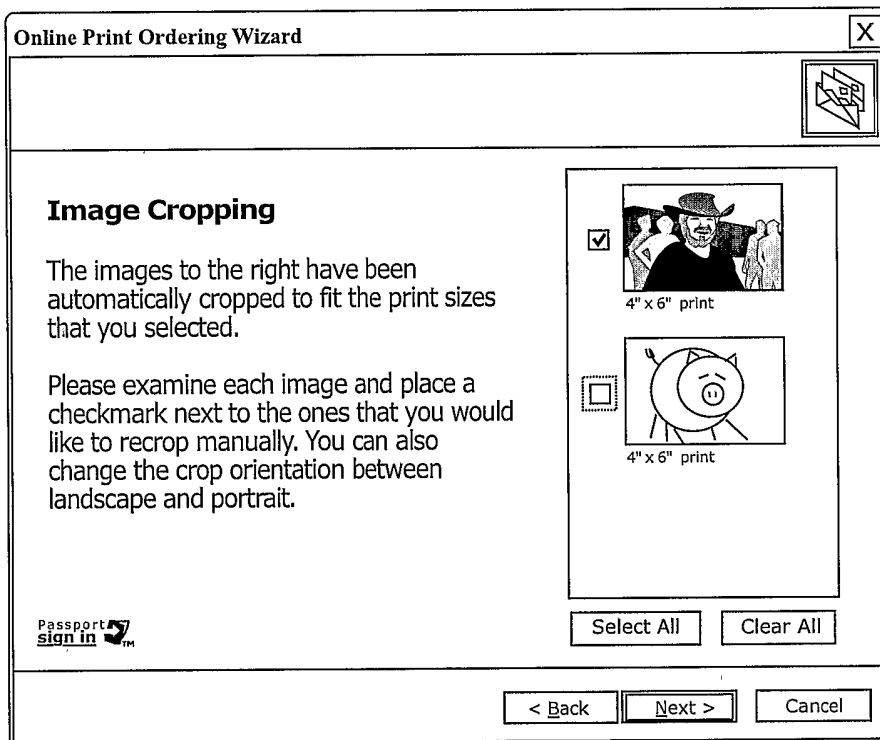 Online Print Ordering Wizard
X
Image Cropping
The images to the right have been
automatically cropped to fit the print sizes
that you selected.
Please examine each image and place a
checkmark next to the ones that you would
like to recrop manually. You can also
change the crop orientation between
landscape and portrait.
4" x 6" print
4" x 6" print
Passport
sign in TM
Select All Clear All
< Back Next > Cancel